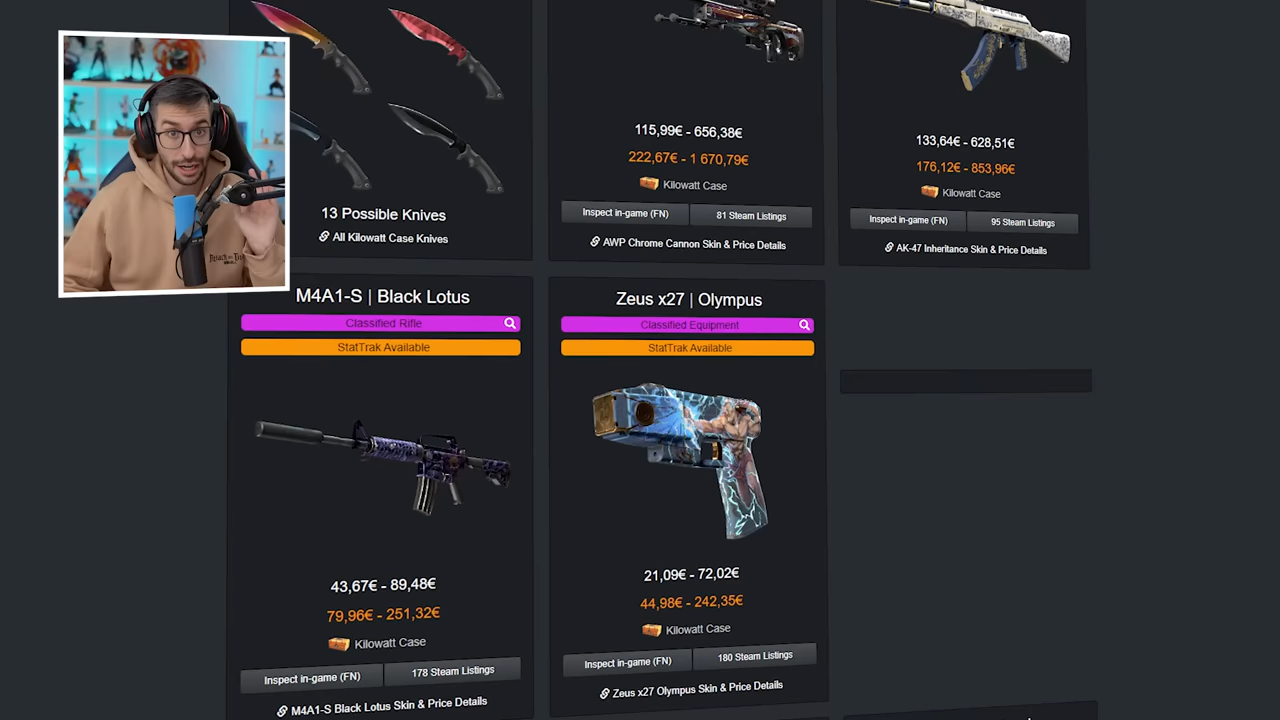 13 Possible Knives
All Kilowatt Case Knives
115,99€ - 656,38€
222,67€ - 1 670,79€
Kilowatt Case
Inspect in-game (FN)
81 Steam Listings
AWP Chrome Cannon Skin & Price Details
133,64€ - 628,51€
176,12€ - 853,96€
Kilowatt Case
Inspect in-game (FN)
95 Steam Listings
AK-47 Inheritance Skin & Price Details
M4A1-S | Black Lotus
Classified Rifle
StatTrak Available
43,67€ - 89,48€
79,96€ - 251,32€
Kilowatt Case
Inspect in-game (FN)
178 Steam Listings
M4A1-S Black Lotus Skin & Price Details
Zeus x27 | Olympus
Classified Equipment
StatTrak Available
21,09€ - 72,02€
44,98€ - 242,35€
Kilowatt Case
Inspect in-game (FN)
180 Steam Listings
Zeus x27 Olympus Skin & Price Details